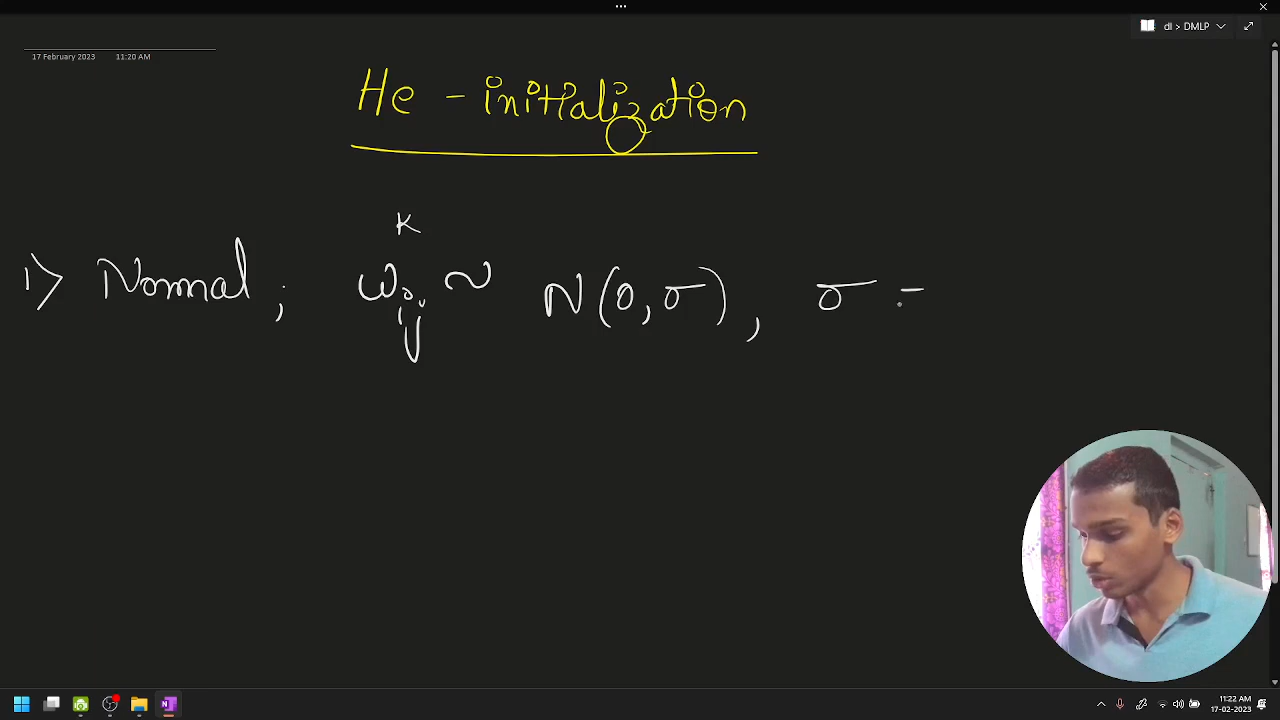 dl > DMLP
17 February 2023 11:20 AM
He - initialization
1> Normal; w^k_ij ~ N(0, σ), σ =
11:22 AM
17-02-2023